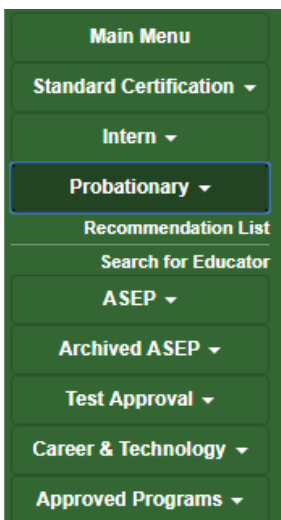 Main Menu
Standard Certification
Intern
Probationary
Recommendation List
Search for Educator
ASEP
Archived ASEP
Test Approval
Career & Technology
Approved Programs